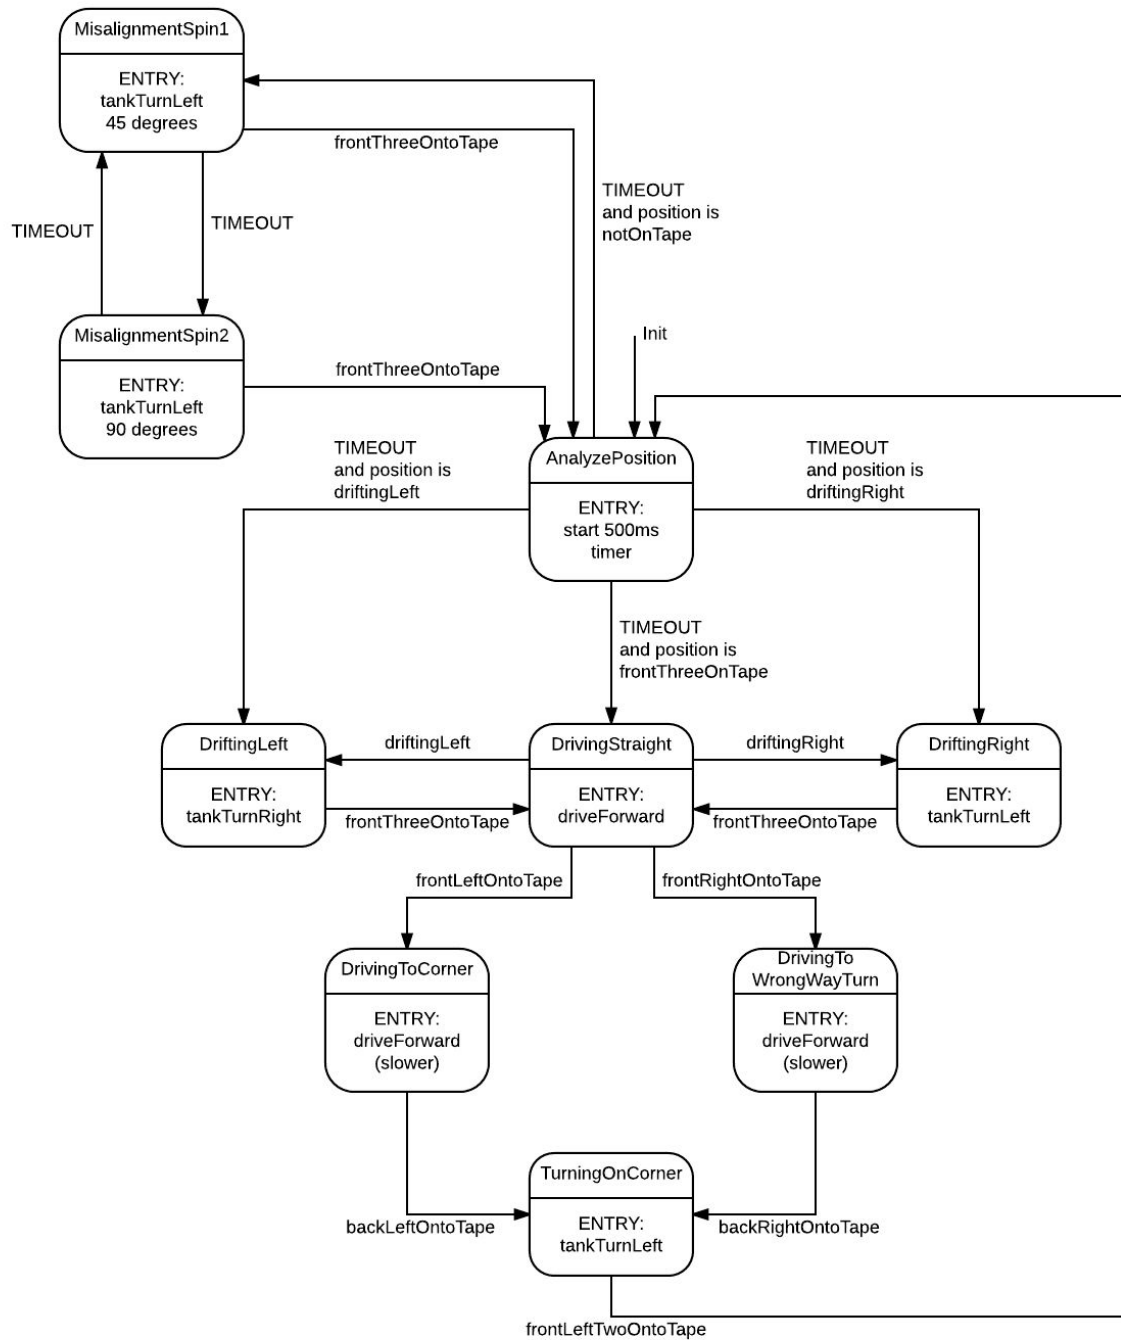 MisalignmentSpin1
ENTRY:
tankTurnLeft
45 degrees
frontThreeOntoTape
TIMEOUT
and position is
notOnTape
TIMEOUT
TIMEOUT
MisalignmentSpin2
ENTRY:
tankTurnLeft
90 degrees
frontThreeOntoTape
Init
TIMEOUT
and position is
driftingLeft
AnalyzePosition
ENTRY:
start 500ms
timer
TIMEOUT
and position is
driftingRight
TIMEOUT
and position is
frontThreeOnTape
DriftingLeft
ENTRY:
tankTurnRight
driftingLeft
frontThreeOntoTape
DrivingStraight
ENTRY:
driveForward
driftingRight
frontThreeOntoTape
DriftingRight
ENTRY:
tankTurnLeft
frontLeftOntoTape
frontRightOntoTape
DrivingToCorner
ENTRY:
driveForward
(slower)
DrivingTo
WrongWayTurn
ENTRY:
driveForward
(slower)
backLeftOntoTape
TurningOnCorner
ENTRY:
tankTurnLeft
backRightOntoTape
frontLeftTwoOntoTape